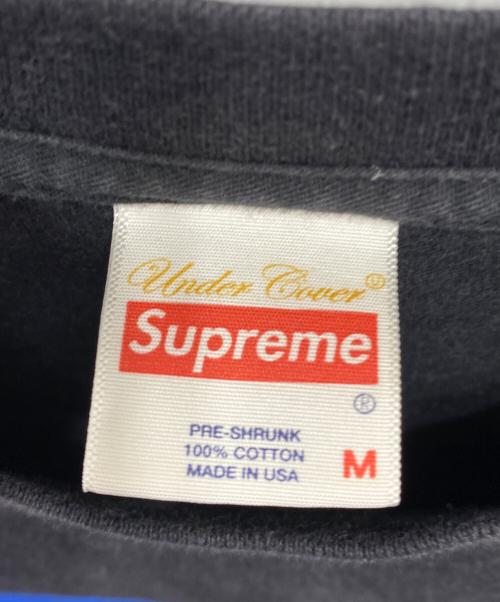 Under Cover®
Supreme
®
PRE-SHRUNK
100% COTTON
MADE IN USA
M